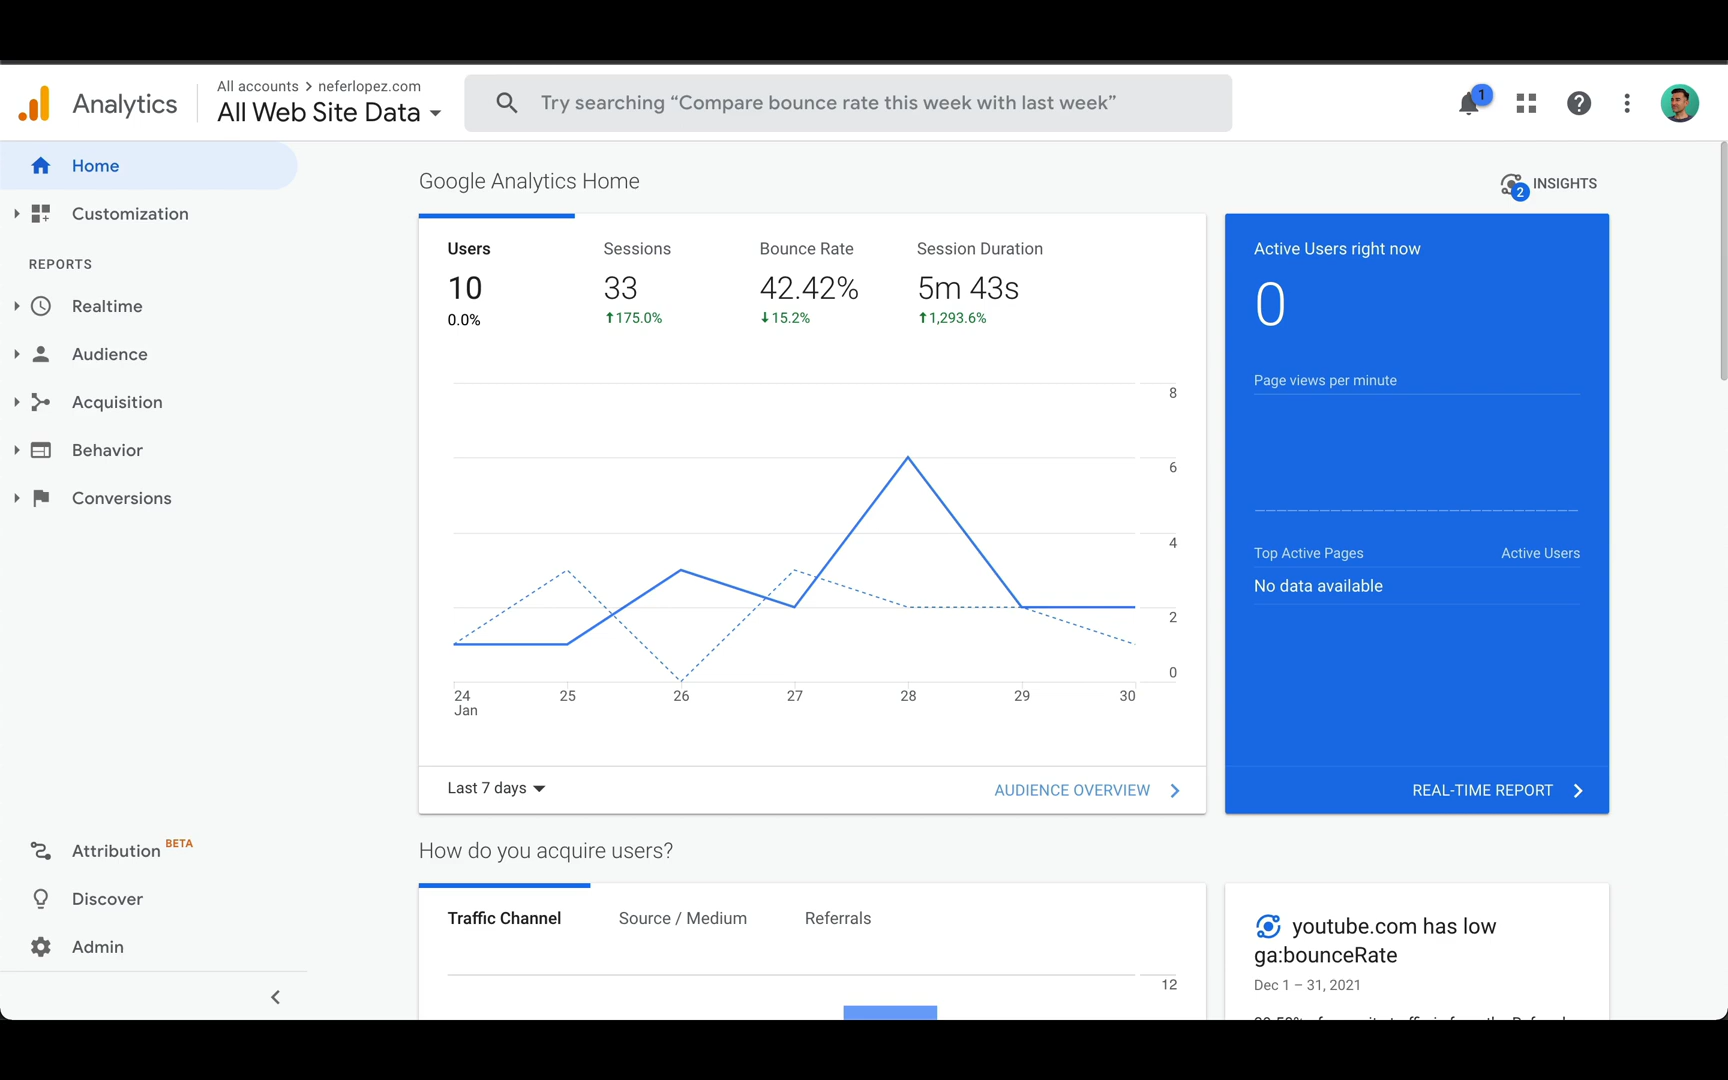 Analytics
All accounts > neferlopez.com
All Web Site Data
Try searching “Compare bounce rate this week with last week”
1
Home
Customization
REPORTS
Realtime
Audience
Acquisition
Behavior
Conversions
Attribution BETA
Discover
Admin
Google Analytics Home
2 INSIGHTS
Users
10
0.0%
Sessions
33
175.0%
Bounce Rate
42.42%
15.2%
Session Duration
5m 43s
1,293.6%
8
6
4
2
0
24 25 26 27 28 29 30
Jan
Last 7 days
AUDIENCE OVERVIEW
Active Users right now
0
Page views per minute
Top Active Pages Active Users
No data available
REAL-TIME REPORT
How do you acquire users?
Traffic Channel Source / Medium Referrals
12
youtube.com has low
ga:bounceRate
Dec 1 – 31, 2021